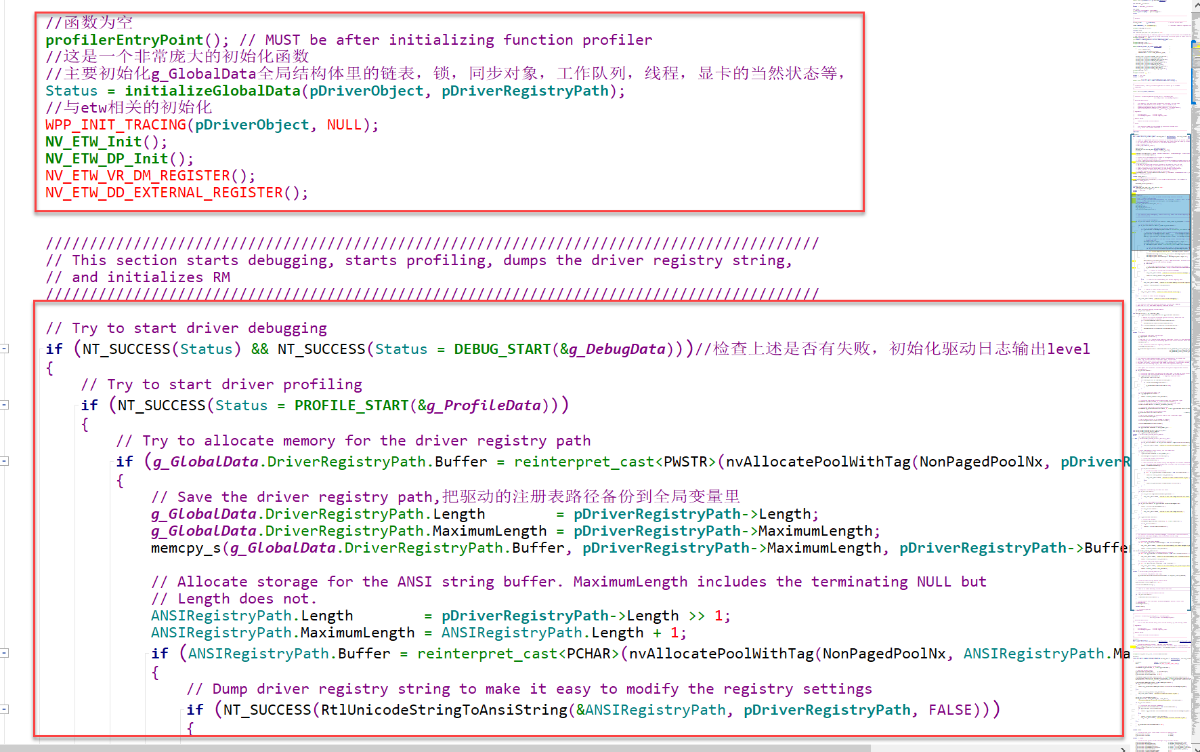 //函数为空
profilerEntryPoint(); // MUST be after initializing function profiler
//这是一个非常庞大的初始化函数
//主要初始化g_GlobalData全局结构体里的链表，锁，同步对象，工作队列，线程，显卡的当然状态等，
Status = initializeGlobalData(pDriverObject, pDriverRegistryPath);
//与etw相关的初始化
WPP_INIT_TRACING(pDriverObject, NULL);
NV_ETW_Init();
NV_ETW_DP_Init();
NV_ETW_VR_DM_REGISTER();
NV_ETW_DD_EXTERNAL_REGISTER();
////////////////////////////////////////////////////////////////////////////////////////
// This section starts debugging, starts profiling, dumps the driver registry string,
// and initializes RM
////////////////////////////////////////////////////////////////////////////////////////
// Try to start driver debugging
if (NT_SUCCESS(Status) && NT_SUCCESS(Status = DEBUG_START(&g_DebugData)))//检查上述是否有失败，初始化驱动日志输出level
{
// Try to start driver profiling
if (NT_SUCCESS(Status = PROFILE_START(&g_ProfileData)))
{
// Try to allocate memory for the driver registry path
if (g_GlobalData.DriverRegistryPath.Buffer = reinterpret_cast<PWSTR>(nvAllocatePoolWithTag(NonPagedPoolNx, pDriverR
{
// Save the driver registry path,把驱动的注册表路径备份到全局变量里
g_GlobalData.DriverRegistryPath.Length        = pDriverRegistryPath->Length;
g_GlobalData.DriverRegistryPath.MaximumLength = pDriverRegistryPath->MaximumLength;
memcpy_s(g_GlobalData.DriverRegistryPath.Buffer, pDriverRegistryPath->MaximumLength, pDriverRegistryPath->Buffe
// Allocate storage for the ANSI string buffer. MaximumLength includes the terminating NULL but
// Length does not.
ANSIRegistryPath.Length        = pDriverRegistryPath->Length >> 1;
ANSIRegistryPath.MaximumLength = ANSIRegistryPath.Length + 1;
if (ANSIRegistryPath.Buffer = reinterpret_cast<PCHAR>(nvAllocatePoolWithTag(NonPagedPoolNx, ANSIRegistryPath.Ma
{
// Dump driver registry string to make it easy to modify the registry settings
if (NT_SUCCESS(RtlUnicodeStringToAnsiString(&ANSIRegistryPath, pDriverRegistryPath, FALSE)))
{